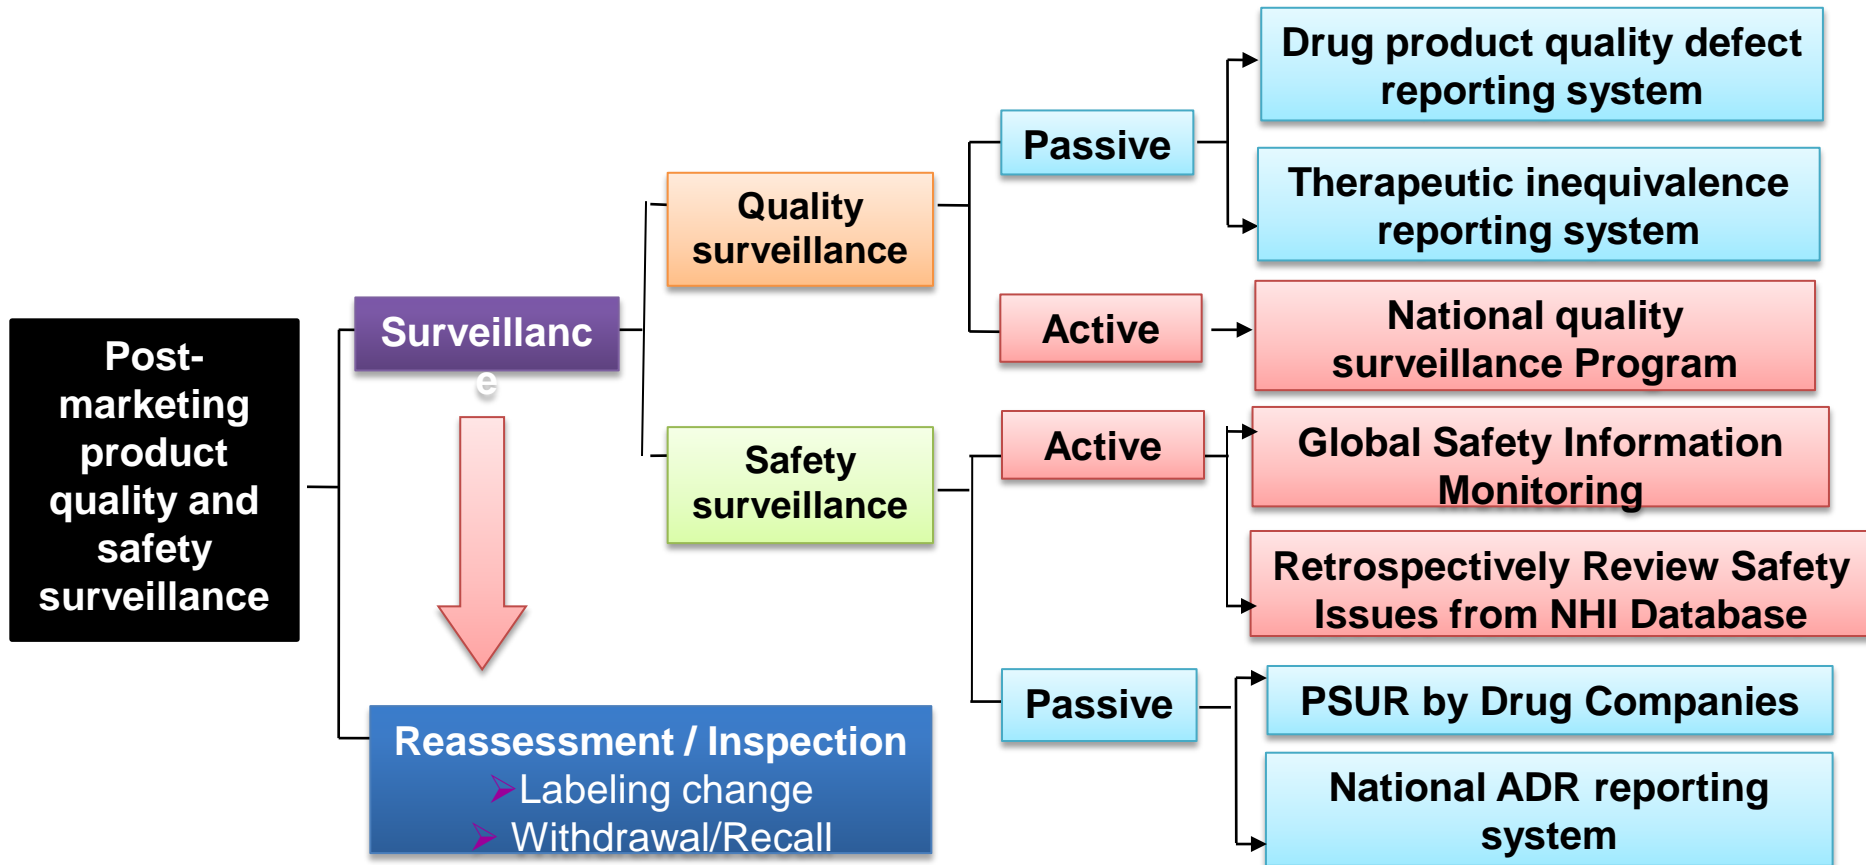 Post-
marketing
product
quality and
safety
surveillance
Surveillanc
e
Reassessment / Inspection
➢Labeling change
➢ Withdrawal/Recall
Quality
surveillance
Safety
surveillance
Passive
Active
Active
Passive
Drug product quality defect
reporting system
Therapeutic inequivalence
reporting system
National quality
surveillance Program
Global Safety Information
Monitoring
Retrospectively Review Safety
Issues from NHI Database
PSUR by Drug Companies
National ADR reporting
system